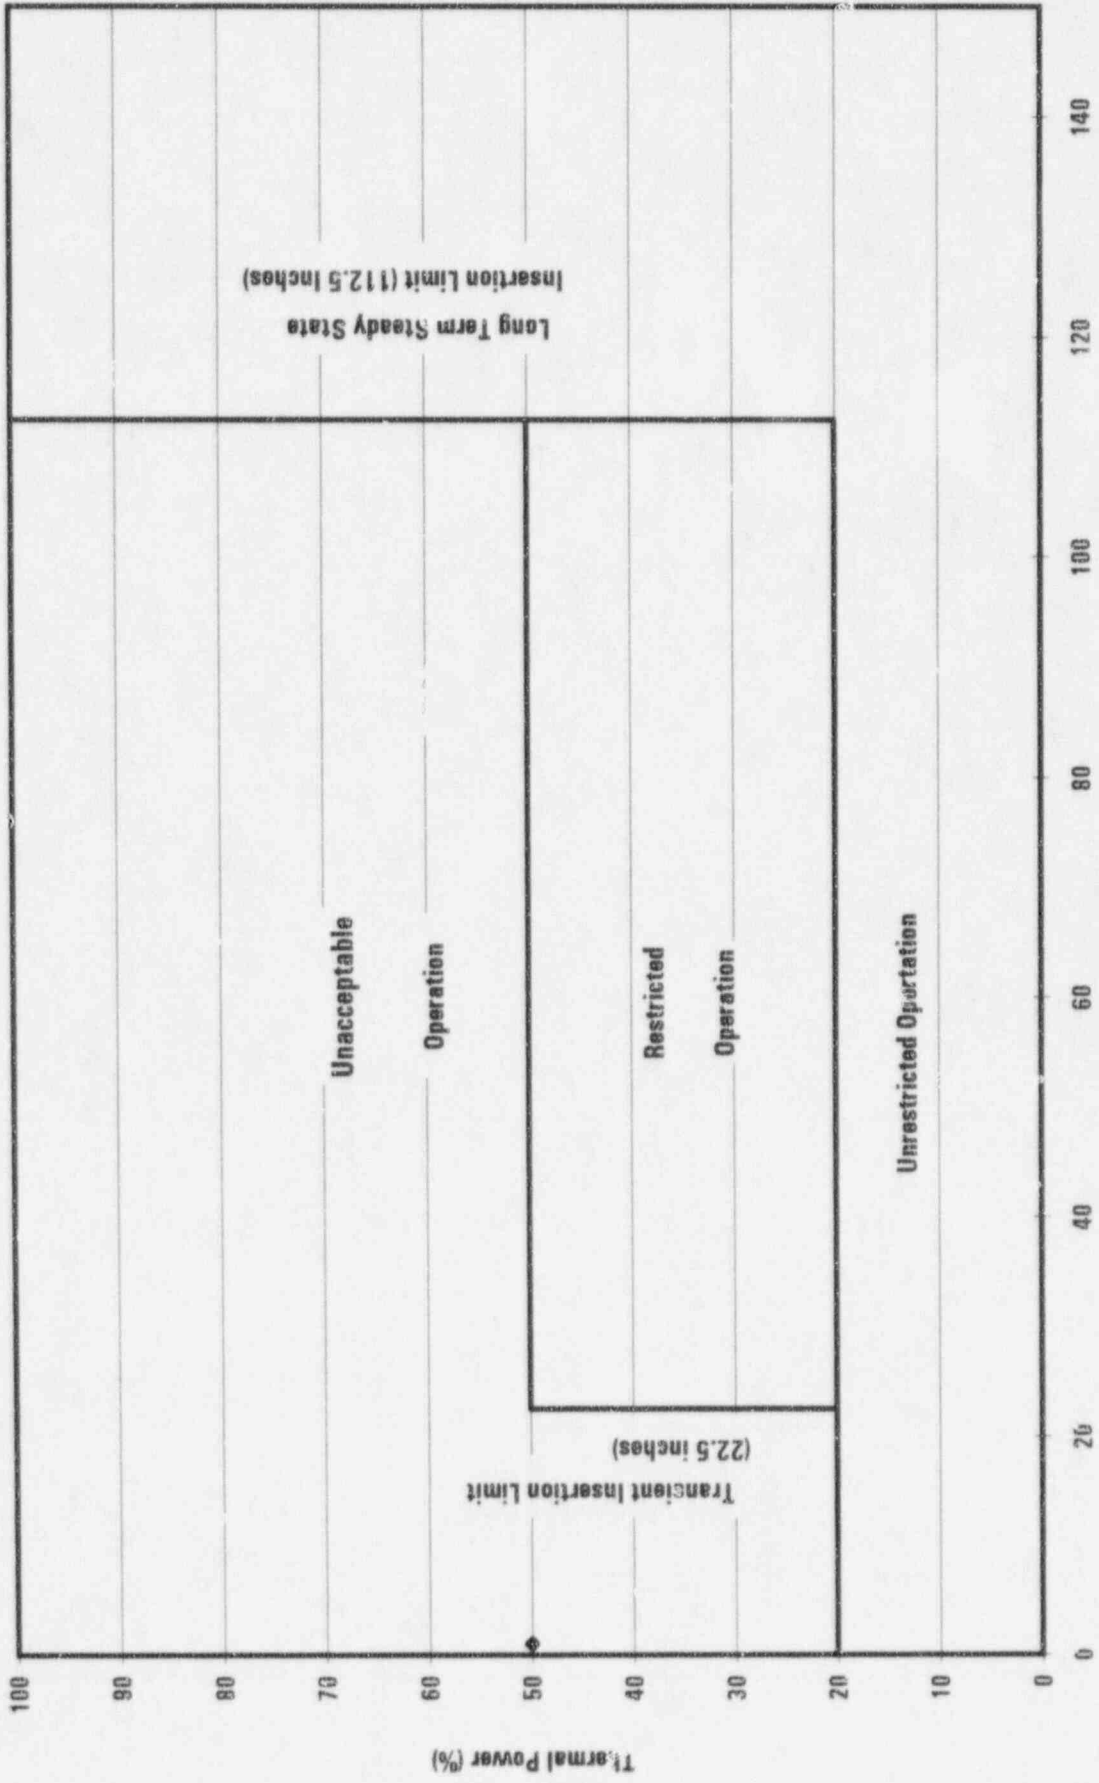 100
90
80
70
60
50
40
30
20
10
0
Thermal Power (%)
Unacceptable
Operation
Restricted
Operation
Unrestricted Opertation
Transient Insertion Limit
(22.5 inches)
Long Term Steady State
Insertion Limit (112.5 Inches)
0
20
40
60
80
100
120
140